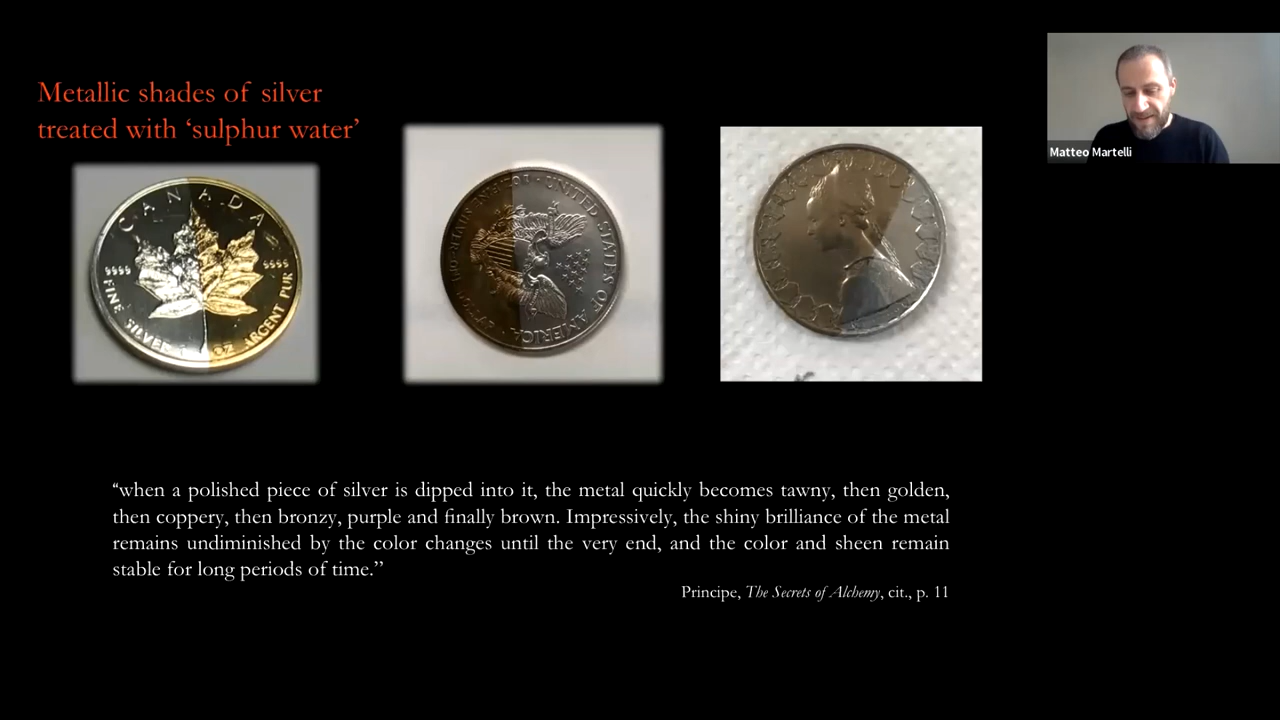 Metallic shades of silver
treated with ‘sulphur water’
Matteo Martelli
CANADA
9999 9999
FINE SILVER 1 OZ ARGENT PUR
UNITED STATES OF AMERICA
“when a polished piece of silver is dipped into it, the metal quickly becomes tawny, then golden,
then coppery, then bronzy, purple and finally brown. Impressively, the shiny brilliance of the metal
remains undiminished by the color changes until the very end, and the color and sheen remain
stable for long periods of time.”
Principe, The Secrets of Alchemy, cit., p. 11